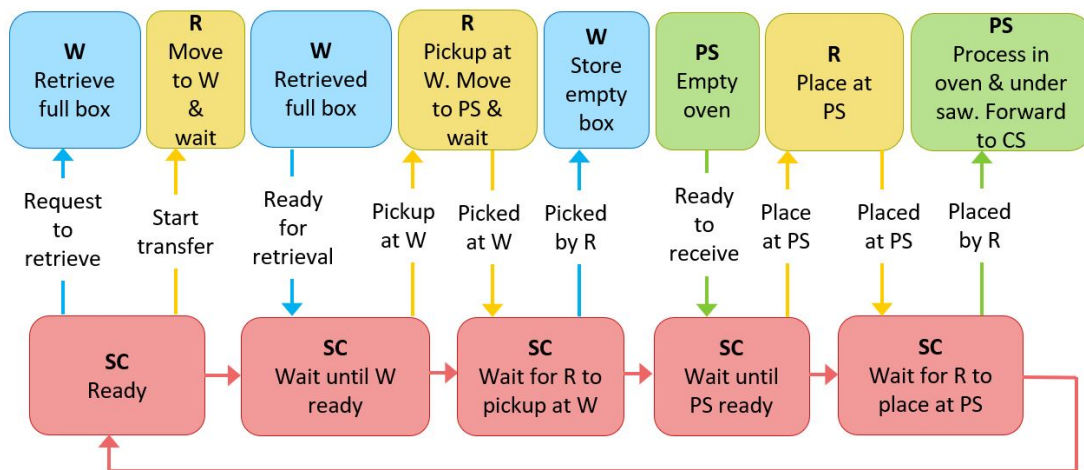 W
Retrieve
full box
R
Move
to W
&
wait
W
Retrieved
full box
R
Pickup at
W. Move
to PS &
wait
W
Store
empty
box
PS
Empty
oven
R
Place at
PS
PS
Process in
oven & under
saw. Forward
to CS
Request
to
retrieve
Start
transfer
Ready
for
retrieval
Pickup
at W
Picked
at W
Picked
by R
Ready
to
receive
Place
at PS
Placed
at PS
Placed
by R
SC
Ready
SC
Wait until W
ready
SC
Wait for R to
pickup at W
SC
Wait until
PS ready
SC
Wait for R to
place at PS